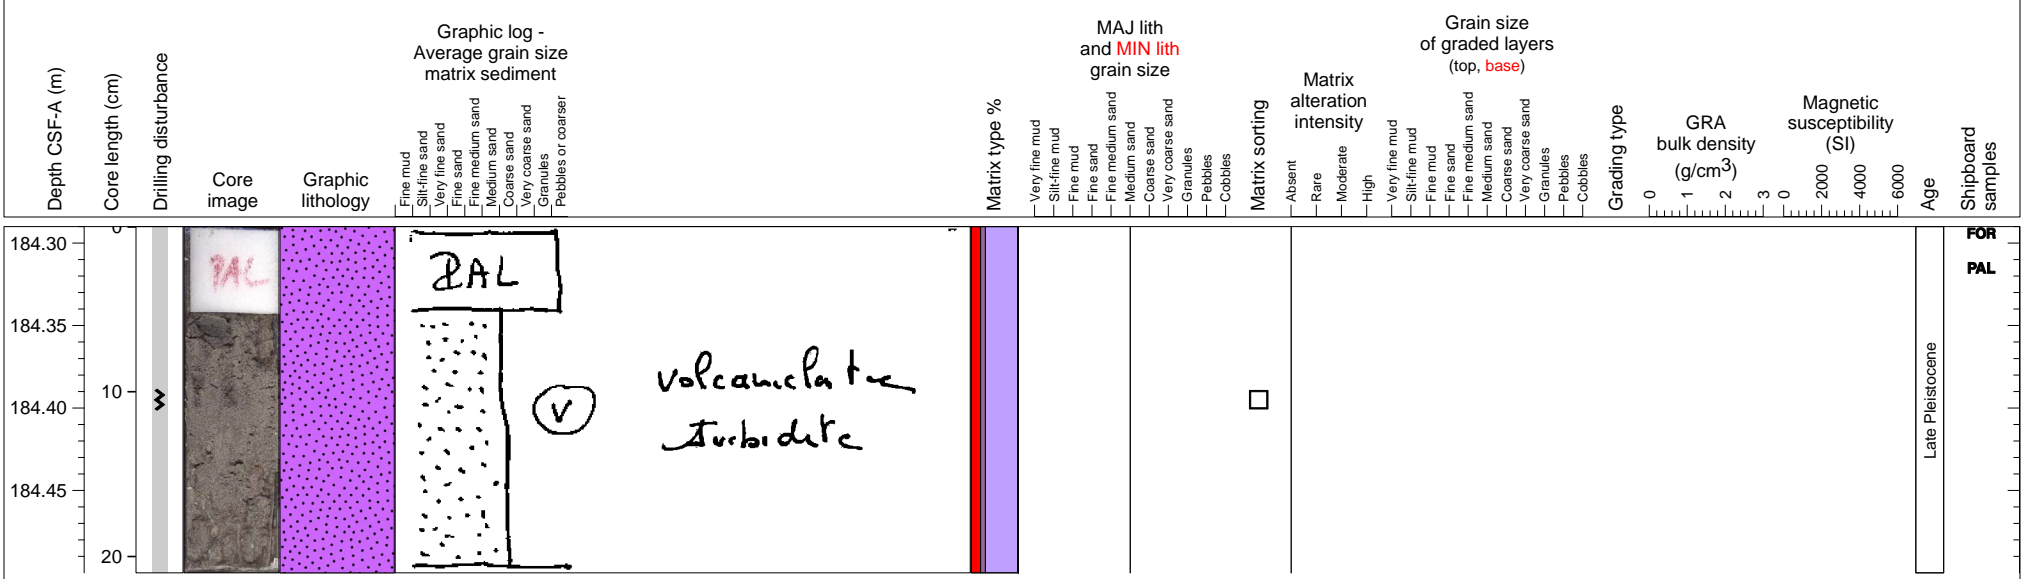 Depth CSF-A (m)
Core length (cm)
Drilling disturbance
Core
image
Graphic
lithology
Graphic log -
Average grain size
matrix sediment
Fine mud
Silt-fine sand
Very fine sand
Fine sand
Fine medium sand
Medium sand
Coarse sand
Very coarse sand
Granules
Pebbles or coarser
Matrix type %
MAJ lith
and MIN lith
grain size
Very fine mud
Silt-fine mud
Fine mud
Fine sand
Fine medium sand
Medium sand
Coarse sand
Very coarse sand
Granules
Pebbles
Cobbles
Matrix sorting
Matrix
alteration
intensity
Absent
Rare
Moderate
High
Grain size
of graded layers
(top, base)
Very fine mud
Silt-fine mud
Fine mud
Fine sand
Fine medium sand
Medium sand
Coarse sand
Very coarse sand
Granules
Pebbles
Cobbles
Grading type
GRA
bulk density
(g/cm3)
0 1 2 3
Magnetic
susceptibility
(SI)
0 2000 4000 6000
Age
Shipboard
samples
184.30
184.35
184.40
184.45
0
10
20
PAL
PAL
V
turbidite
Late Pleistocene
FOR
PAL